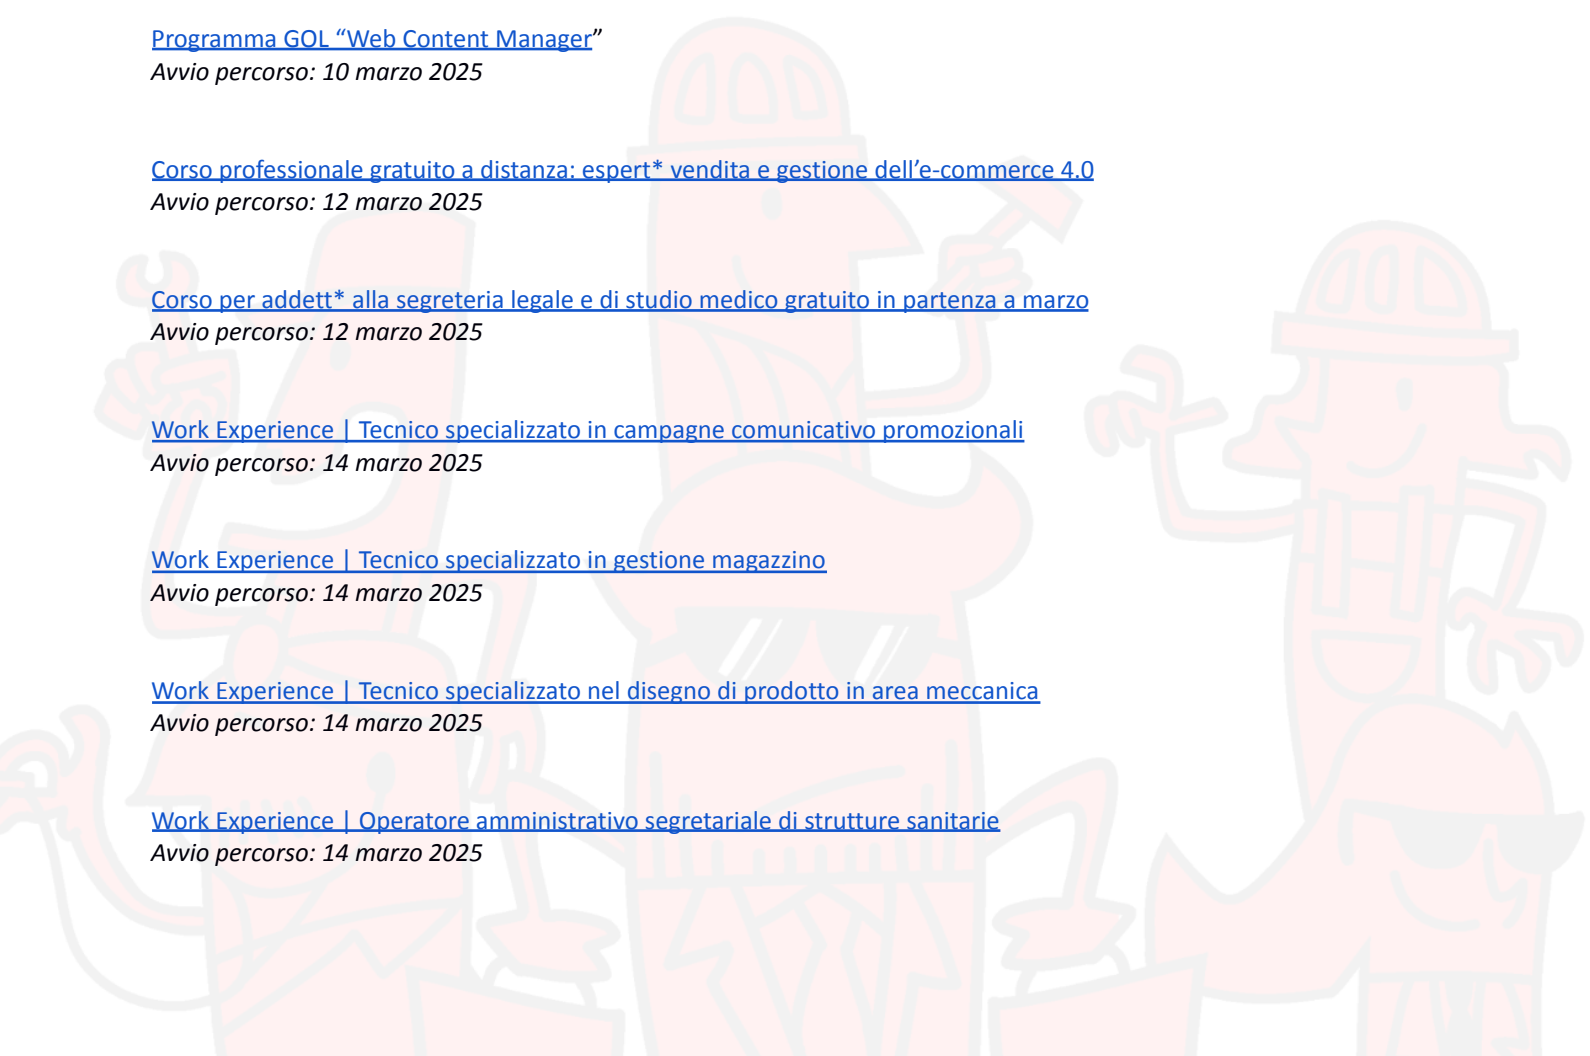 Programma GOL “Web Content Manager”
Avvio percorso: 10 marzo 2025
Corso professionale gratuito a distanza: espert* vendita e gestione dell’e-commerce 4.0
Avvio percorso: 12 marzo 2025
Corso per addett* alla segreteria legale e di studio medico gratuito in partenza a marzo
Avvio percorso: 12 marzo 2025
Work Experience | Tecnico specializzato in campagne comunicativo promozionali
Avvio percorso: 14 marzo 2025
Work Experience | Tecnico specializzato in gestione magazzino
Avvio percorso: 14 marzo 2025
Work Experience | Tecnico specializzato nel disegno di prodotto in area meccanica
Avvio percorso: 14 marzo 2025
Work Experience | Operatore amministrativo segretariale di strutture sanitarie
Avvio percorso: 14 marzo 2025